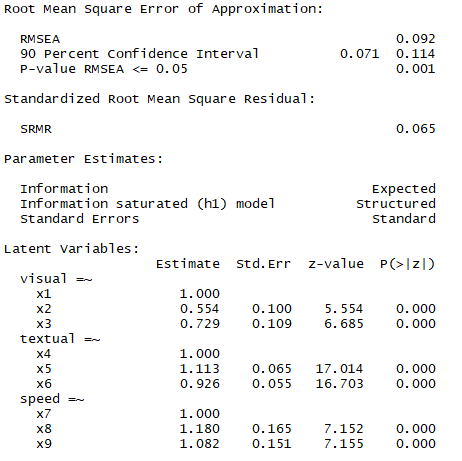 Root Mean Square Error of Approximation:
RMSEA 0.092
90 Percent Confidence Interval 0.071 0.114
P-value RMSEA <= 0.05 0.001
Standardized Root Mean Square Residual:
SRMR 0.065
Parameter Estimates:
Information Expected
Information saturated (h1) model Structured
Standard Errors Standard
Latent Variables:
Estimate Std.Err z-value P(>|z|)
visual =~
x1 1.000
x2 0.554 0.100 5.554 0.000
x3 0.729 0.109 6.685 0.000
textual =~
x4 1.000
x5 1.113 0.065 17.014 0.000
x6 0.926 0.055 16.703 0.000
speed =~
x7 1.000
x8 1.180 0.165 7.152 0.000
x9 1.082 0.151 7.155 0.000